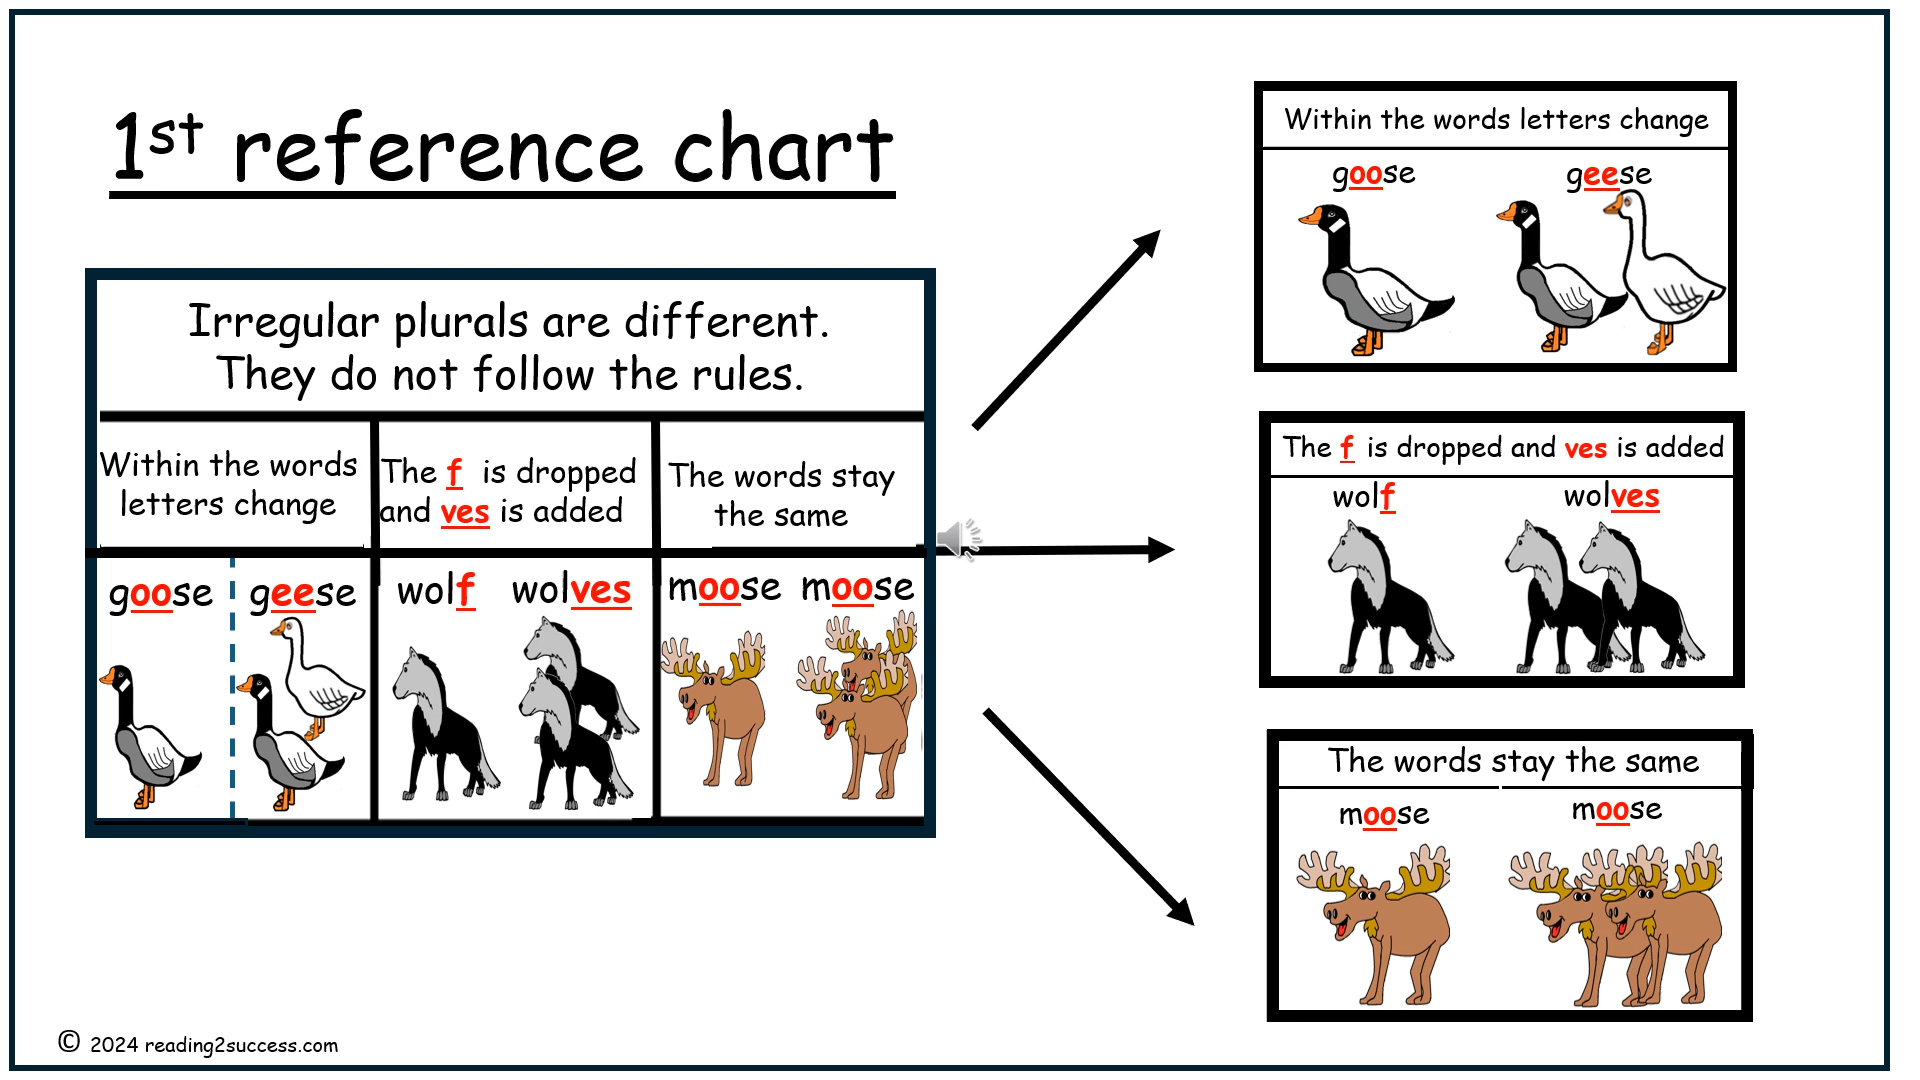 1st reference chart
Irregular plurals are different.
They do not follow the rules.
Within the words
letters change
The f is dropped
and ves is added
The words stay
the same
goose geese
wolf wolves
moose moose
Within the words letters change
goose geese
The f is dropped and ves is added
wolf wolves
The words stay the same
moose moose
© 2024 reading2success.com